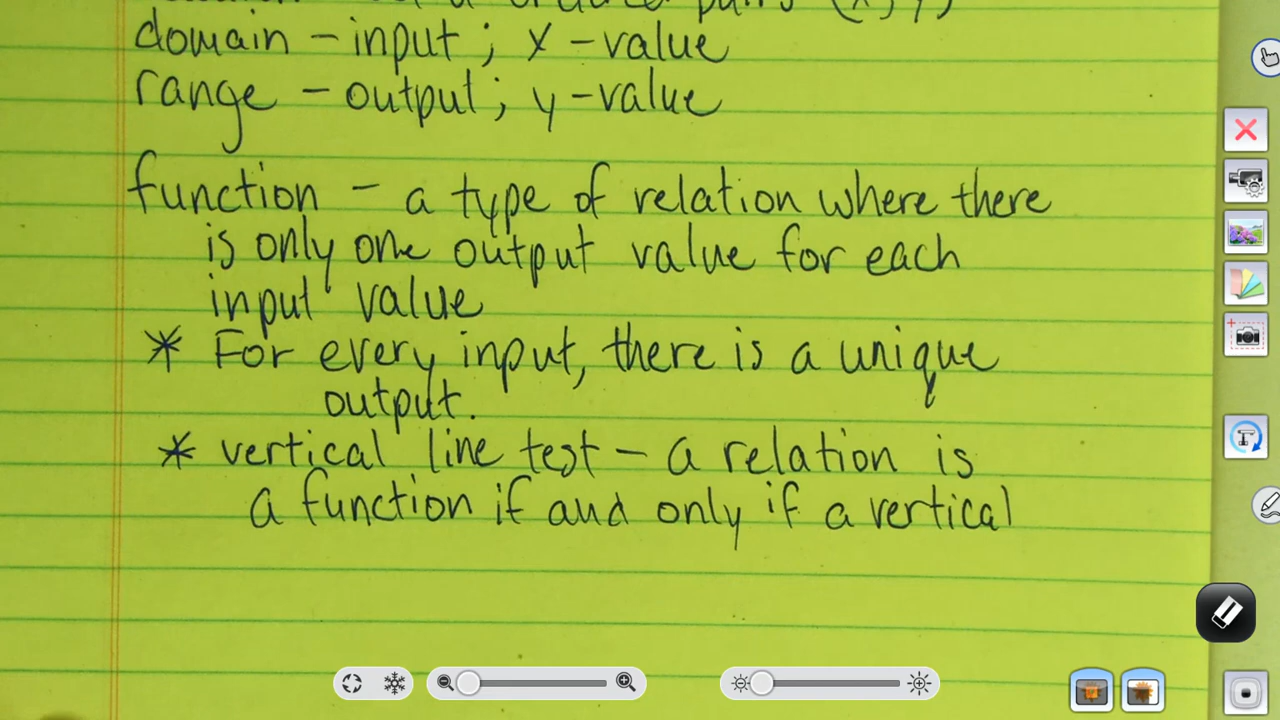 pairs (x, y)
domain - input ; x - value
range - output ; y - value
function - a type of relation where there
is only one output value for each
input value
* For every input, there is a unique
output.
* vertical line test - a relation is
a function if and only if a vertical